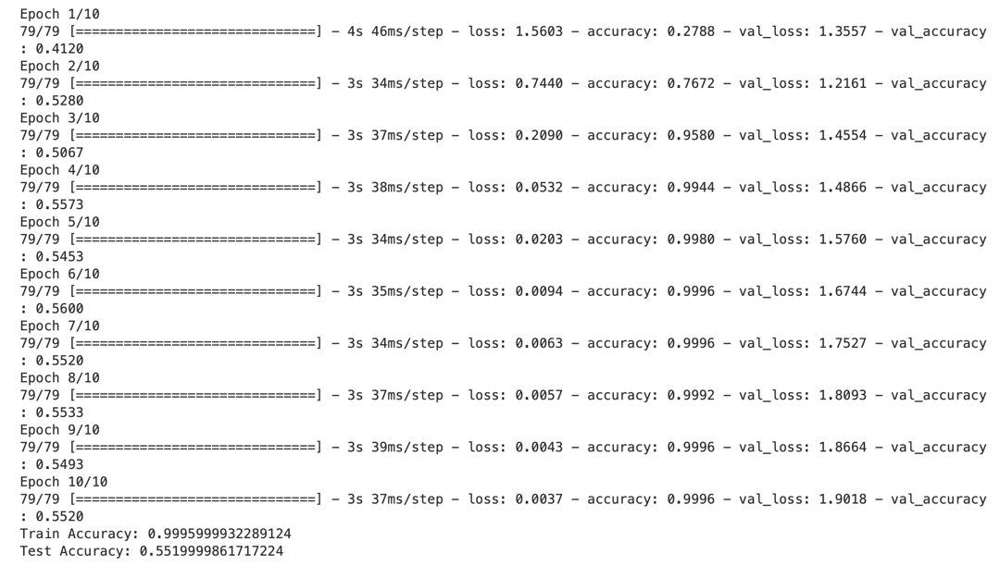 Epoch 1/10
79/79 [==============================] – 4s 46ms/step – loss: 1.5603 – accuracy: 0.2788 – val_loss: 1.3557 – val_accuracy
: 0.4120
Epoch 2/10
79/79 [==============================] – 3s 34ms/step – loss: 0.7440 – accuracy: 0.7672 – val_loss: 1.2161 – val_accuracy
: 0.5280
Epoch 3/10
79/79 [==============================] – 3s 37ms/step – loss: 0.2090 – accuracy: 0.9580 – val_loss: 1.4554 – val_accuracy
: 0.5067
Epoch 4/10
79/79 [==============================] – 3s 38ms/step – loss: 0.0532 – accuracy: 0.9944 – val_loss: 1.4866 – val_accuracy
: 0.5573
Epoch 5/10
79/79 [==============================] – 3s 34ms/step – loss: 0.0203 – accuracy: 0.9980 – val_loss: 1.5760 – val_accuracy
: 0.5453
Epoch 6/10
79/79 [==============================] – 3s 35ms/step – loss: 0.0094 – accuracy: 0.9996 – val_loss: 1.6744 – val_accuracy
: 0.5600
Epoch 7/10
79/79 [==============================] – 3s 34ms/step – loss: 0.0063 – accuracy: 0.9996 – val_loss: 1.7527 – val_accuracy
: 0.5520
Epoch 8/10
79/79 [==============================] – 3s 37ms/step – loss: 0.0057 – accuracy: 0.9992 – val_loss: 1.8093 – val_accuracy
: 0.5533
Epoch 9/10
79/79 [==============================] – 3s 39ms/step – loss: 0.0043 – accuracy: 0.9996 – val_loss: 1.8664 – val_accuracy
: 0.5493
Epoch 10/10
79/79 [==============================] – 3s 37ms/step – loss: 0.0037 – accuracy: 0.9996 – val_loss: 1.9018 – val_accuracy
: 0.5520
Train Accuracy: 0.9995999932289124
Test Accuracy: 0.5519999861717224